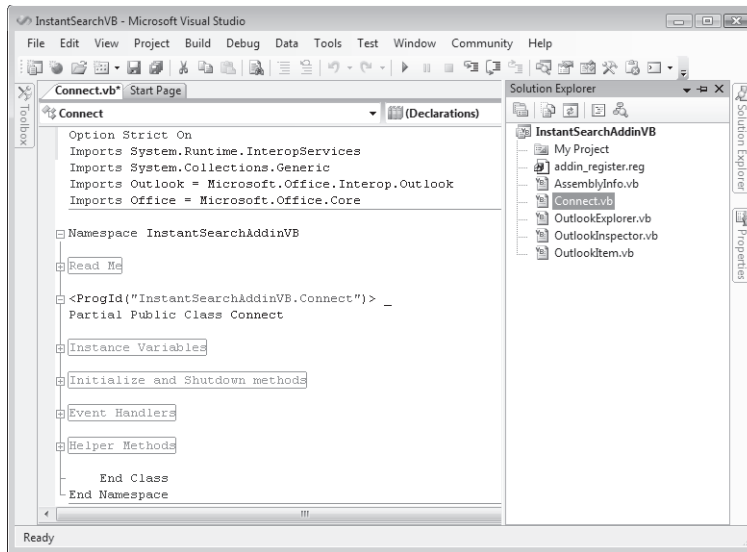 InstantSearchVB - Microsoft Visual Studio
File Edit View Project Build Debug Data Tools Test Window Community Help
Toolbox
Connect.vb* Start Page
Connect (Declarations)
Option Strict On
Imports System.Runtime.InteropServices
Imports System.Collections.Generic
Imports Outlook = Microsoft.Office.Interop.Outlook
Imports Office = Microsoft.Office.Core
Namespace InstantSearchAddinVB
Read Me
<ProgId("InstantSearchAddinVB.Connect")> _
Partial Public Class Connect
Instance Variables
Initialize and Shutdown methods
Event Handlers
Helper Methods
End Class
End Namespace
Solution Explorer
InstantSearchAddinVB
My Project
addin_register.reg
AssemblyInfo.vb
Connect.vb
OutlookExplorer.vb
OutlookInspector.vb
OutlookItem.vb
Solution Explorer
Properties
Ready